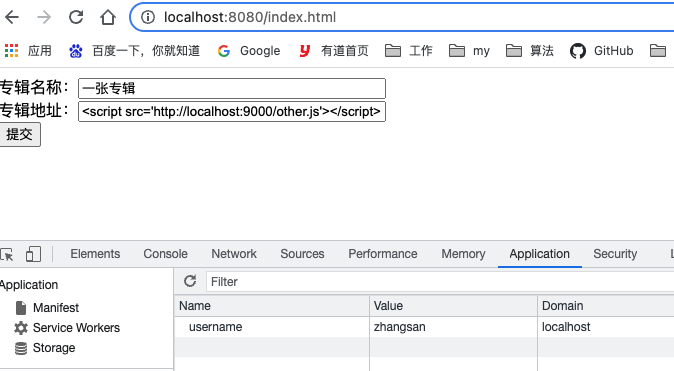 localhost:8080/index.html
应用 百度一下，你就知道 Google 有道首页 工作 my 算法 GitHub
专辑名称： 一张专辑
专辑地址： <script src='http://localhost:9000/other.js'></script>
提交
Elements Console Network Sources Performance Memory Application Security
Application Filter
Name Value Domain
Manifest
username zhangsan localhost
Service Workers
Storage